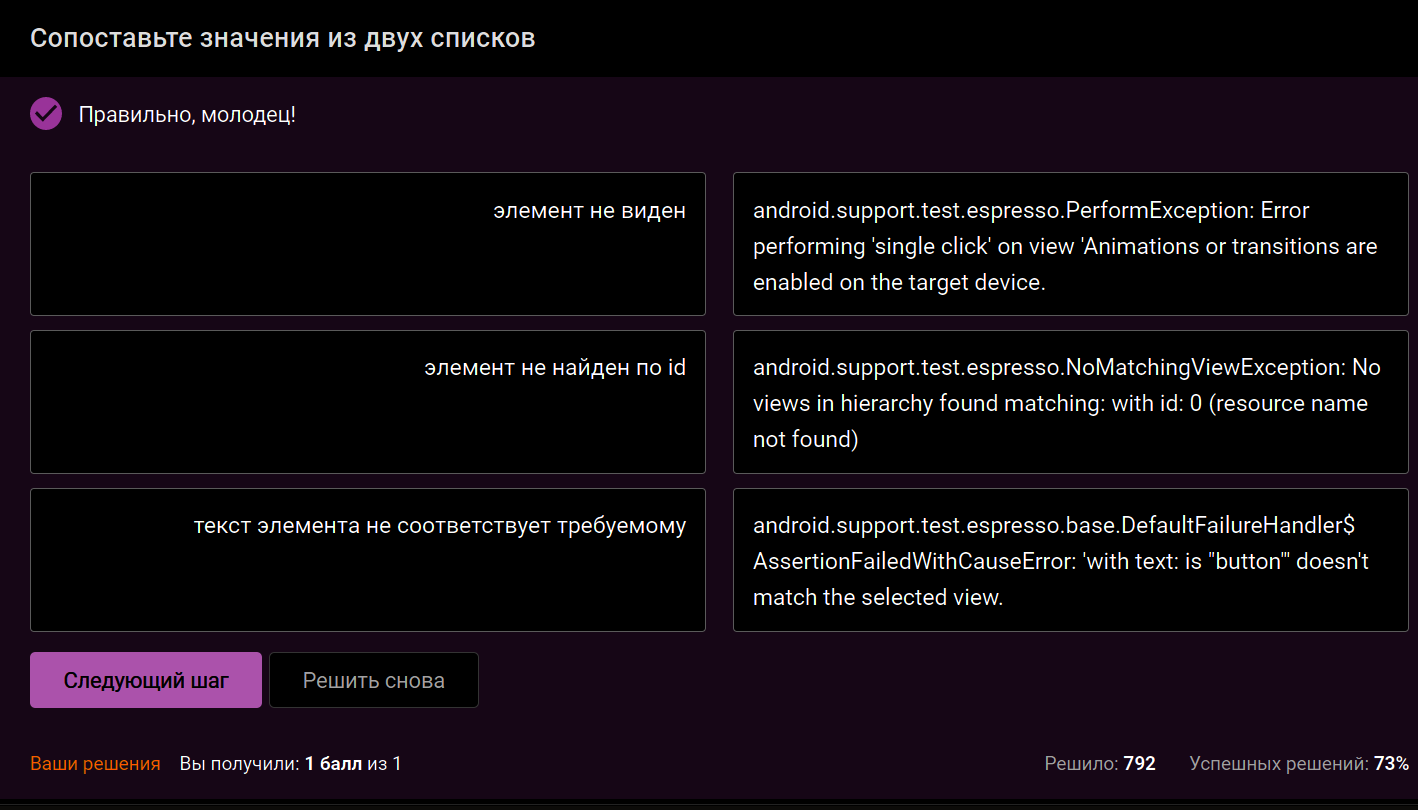 Сопоставьте значения из двух списков
Правильно, молодец!
элемент не виден
android.support.test.espresso.PerformException: Error
performing 'single click' on view 'Animations or transitions are
enabled on the target device.
элемент не найден по id
android.support.test.espresso.NoMatchingViewException: No
views in hierarchy found matching: with id: 0 (resource name
not found)
текст элемента не соответствует требуемому
android.support.test.espresso.base.DefaultFailureHandler$
AssertionFailedWithCauseError: 'with text: is "button"' doesn't
match the selected view.
Следующий шаг Решить снова
Ваши решения Вы получили: 1 балл из 1 Решило: 792 Успешных решений: 73%